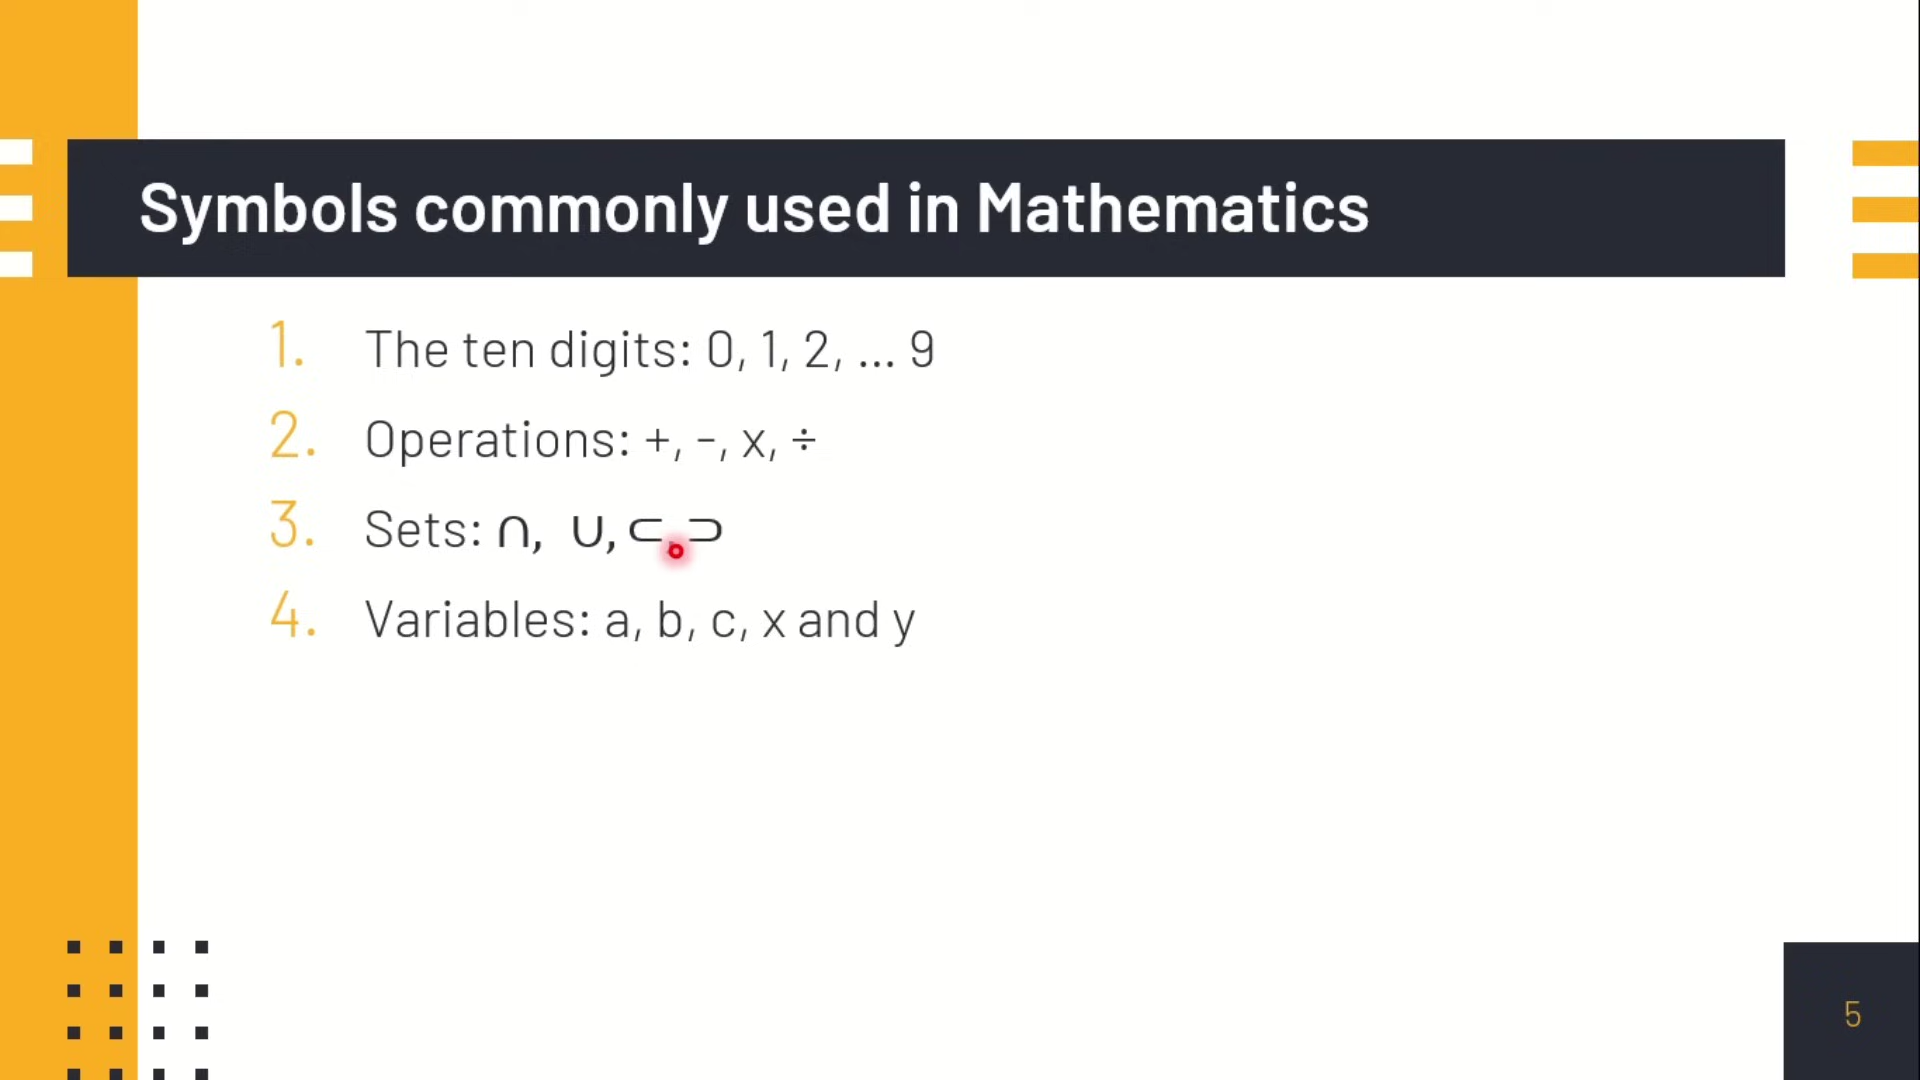 Symbols commonly used in Mathematics
1. The ten digits: 0, 1, 2, ... 9
2. Operations: +, -, x, ÷
3. Sets: ∩, ∪, ⊂, ⊃
4. Variables: a, b, c, x and y
5